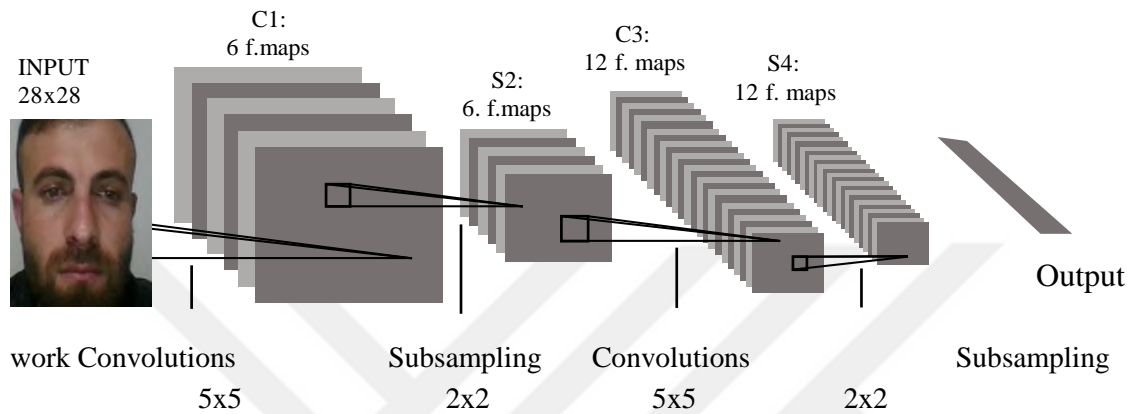 C1:
6 f.maps
C3:
12 f. maps
INPUT
28x28
S2:
6. f.maps
S4:
12 f. maps
Output
work Convolutions Subsampling Convolutions Subsampling
5x5 2x2 5x5 2x2